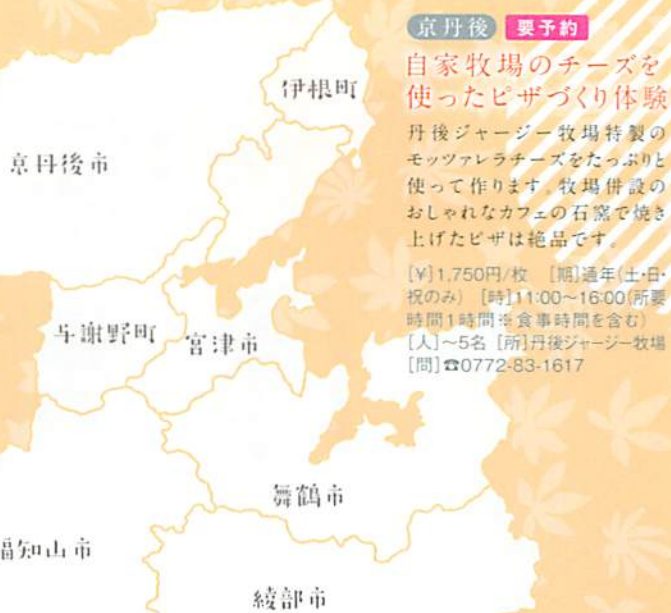 京丹後 要予約
自家牧場のチーズを
使ったピザづくり体験
丹後ジャージー牧場特製の
モッツァレラチーズをたっぷりと
使って作ります。牧場併設の
おしゃれなカフェの石窯で焼き
上げたピザは絶品です。
[¥]1,750円/枚 [期]通年(土・日・
祝のみ) [時]11:00〜16:00(所要
時間1時間※食事時間を含む)
[人]〜5名 [所]丹後ジャージー牧場
[問]☎0772-83-1617
伊根町
京丹後市
与謝野町
宮津市
舞鶴市
福知山市
綾部市